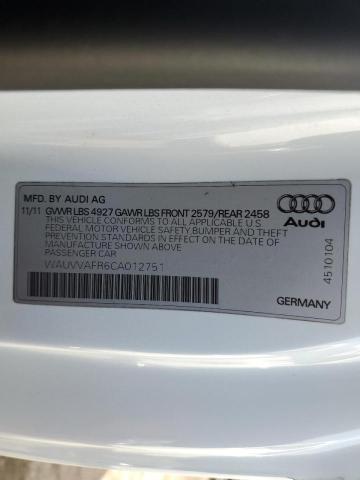 MFD. BY AUDI AG
11/11 GVWR LBS 4927 GAWR LBS FRONT 2579/REAR 2458
THIS VEHICLE CONFORMS TO ALL APPLICABLE
FEDERAL MOTOR VEHICLE SAFETY, BUMPER AND THEFT
PREVENTION STANDARDS IN EFFECT ON THE
DATE OF MANUFACTURE SHOWN ABOVE
PASSENGER CAR
WAUVVAFR6CA012751
GERMANY
Audi
4510104